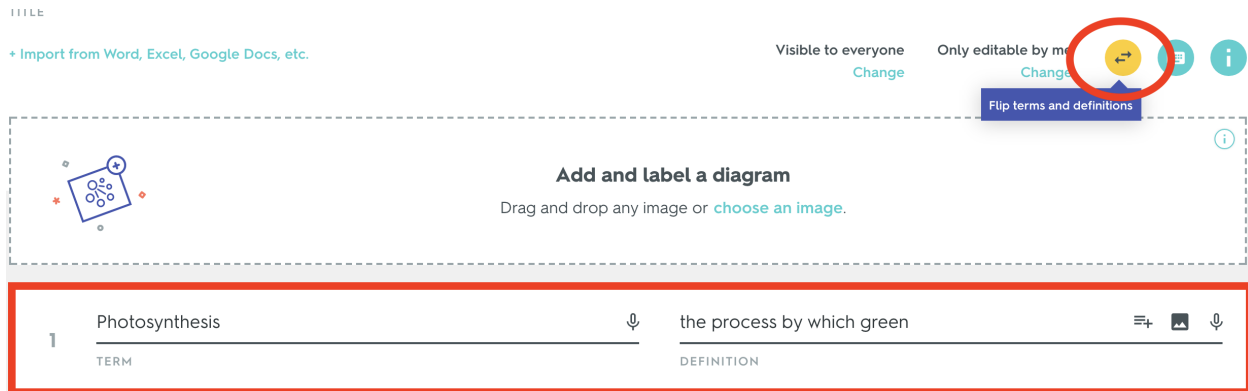 TITLE
+ Import from Word, Excel, Google Docs, etc.
Visible to everyone
Change
Only editable by me
Change
Flip terms and definitions
Add and label a diagram
Drag and drop any image or choose an image.
1
Photosynthesis
TERM
the process by which green
DEFINITION